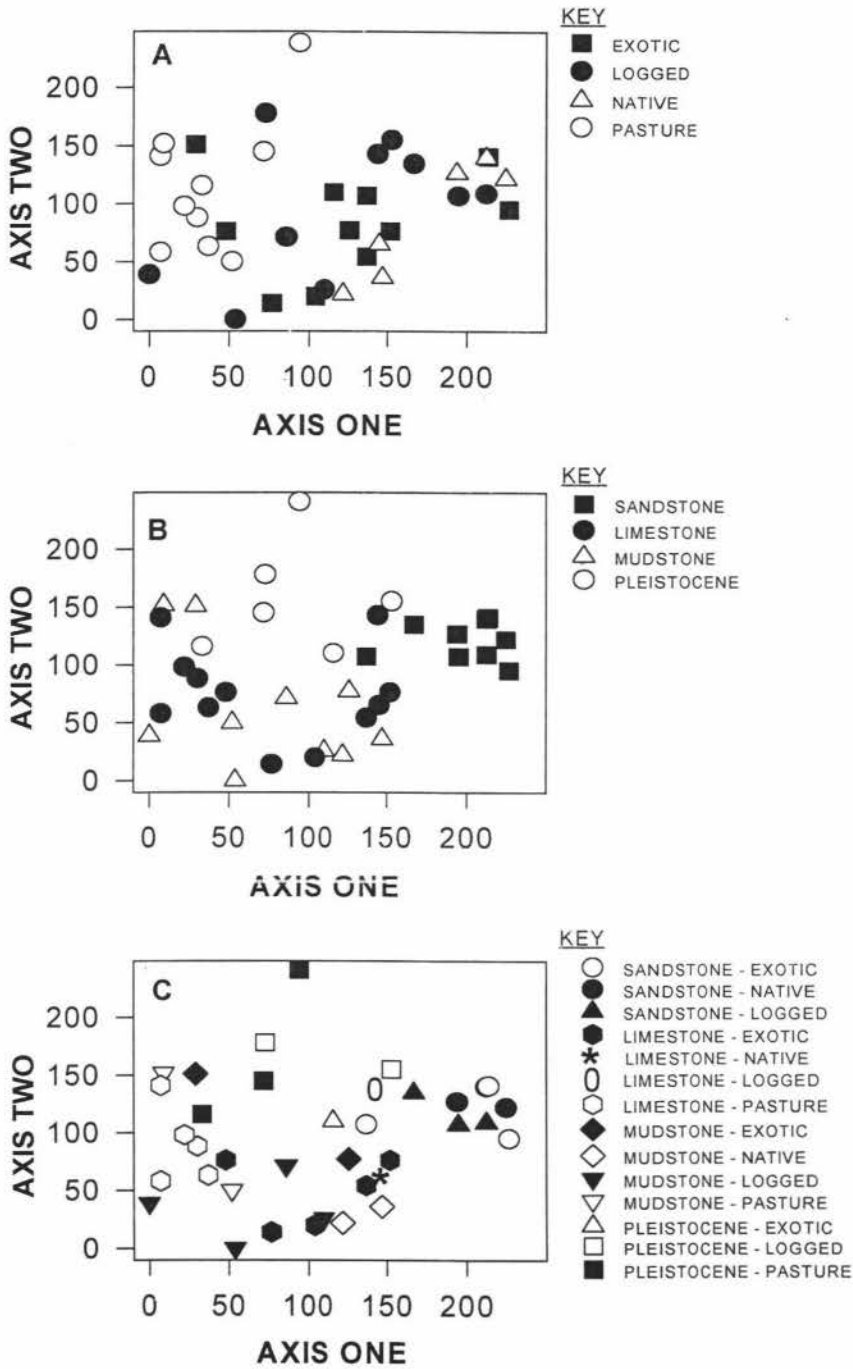 KEY
A
EXOTIC
LOGGED
NATIVE
PASTURE
200
150
100
50
0
AXIS TWO
0 50 100 150 200
AXIS ONE
KEY
B
SANDSTONE
LIMESTONE
MUDSTONE
PLEISTOCENE
200
150
100
50
0
AXIS TWO
0 50 100 150 200
AXIS ONE
KEY
C
SANDSTONE - EXOTIC
SANDSTONE - NATIVE
SANDSTONE - LOGGED
LIMESTONE - EXOTIC
* LIMESTONE - NATIVE
LIMESTONE - LOGGED
LIMESTONE - PASTURE
MUDSTONE - EXOTIC
MUDSTONE - NATIVE
MUDSTONE - LOGGED
MUDSTONE - PASTURE
PLEISTOCENE - EXOTIC
PLEISTOCENE - LOGGED
PLEISTOCENE - PASTURE
200
150
100
50
0
AXIS TWO
0 50 100 150 200
AXIS ONE